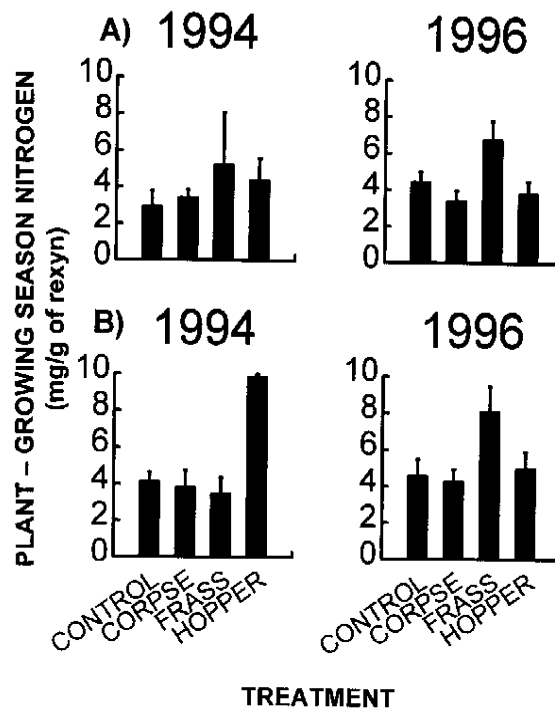 A) 1994
1996
10
8
6
4
2
0
10
8
6
4
2
0
PLANT – GROWING SEASON NITROGEN
(mg/g of rexyn)
B) 1994
1996
10
8
6
4
2
0
10
8
6
4
2
0
CONTROL
CORPSE
FRASS
HOPPER
CONTROL
CORPSE
FRASS
HOPPER
TREATMENT